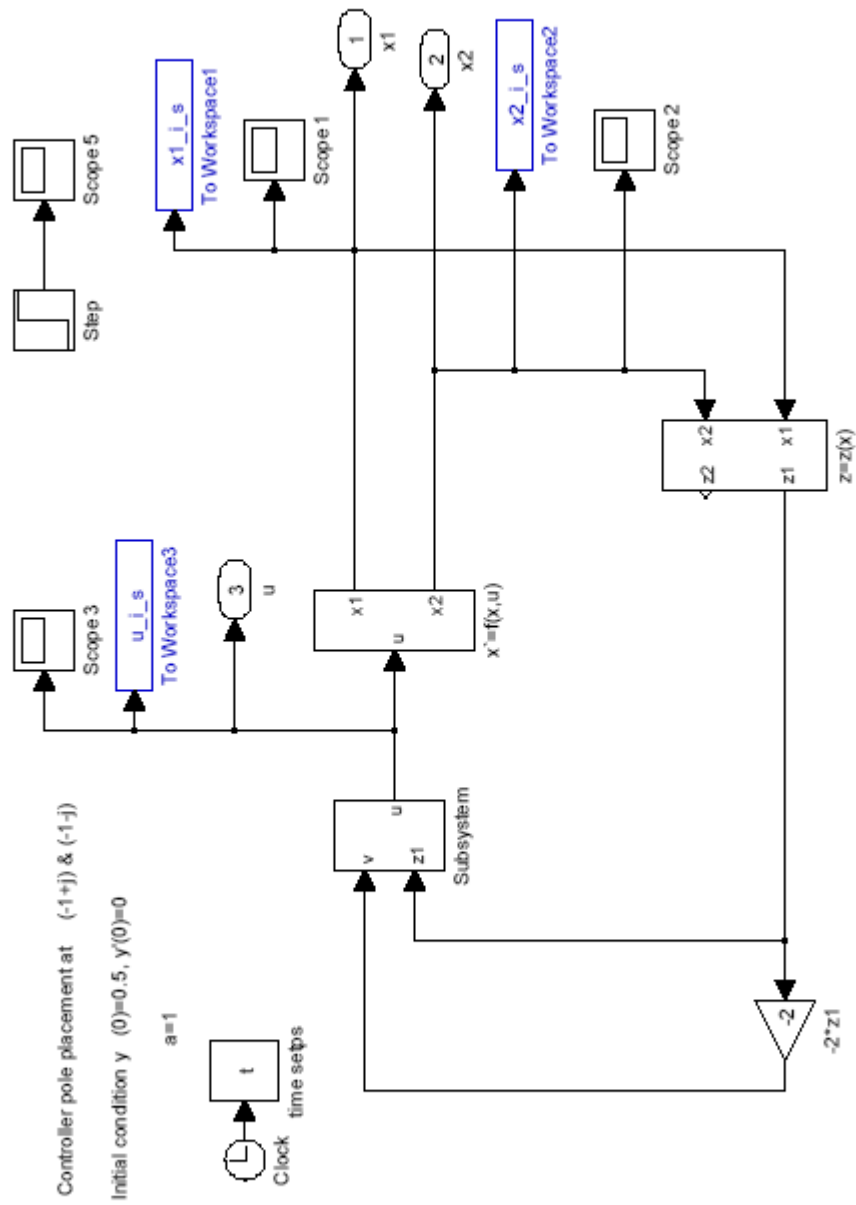 Controller pole placement at (-1+j) & (-1-j)
Initial condition y (0)=0.5, y'(0)=0
a=1
Clock
t
time setps
Scope 3
u_i_s
To Workspace3
3
u
Step
Scope 5
x1_i_s
To Workspace1
Scope 1
1
x1
2
x2
x2_i_s
To Workspace2
Scope 2
v
z1
u
Subsystem
u
x1
x2
x`=f(x,u)
z2
x2
z1
x1
z=z(x)
-2
-2*z1